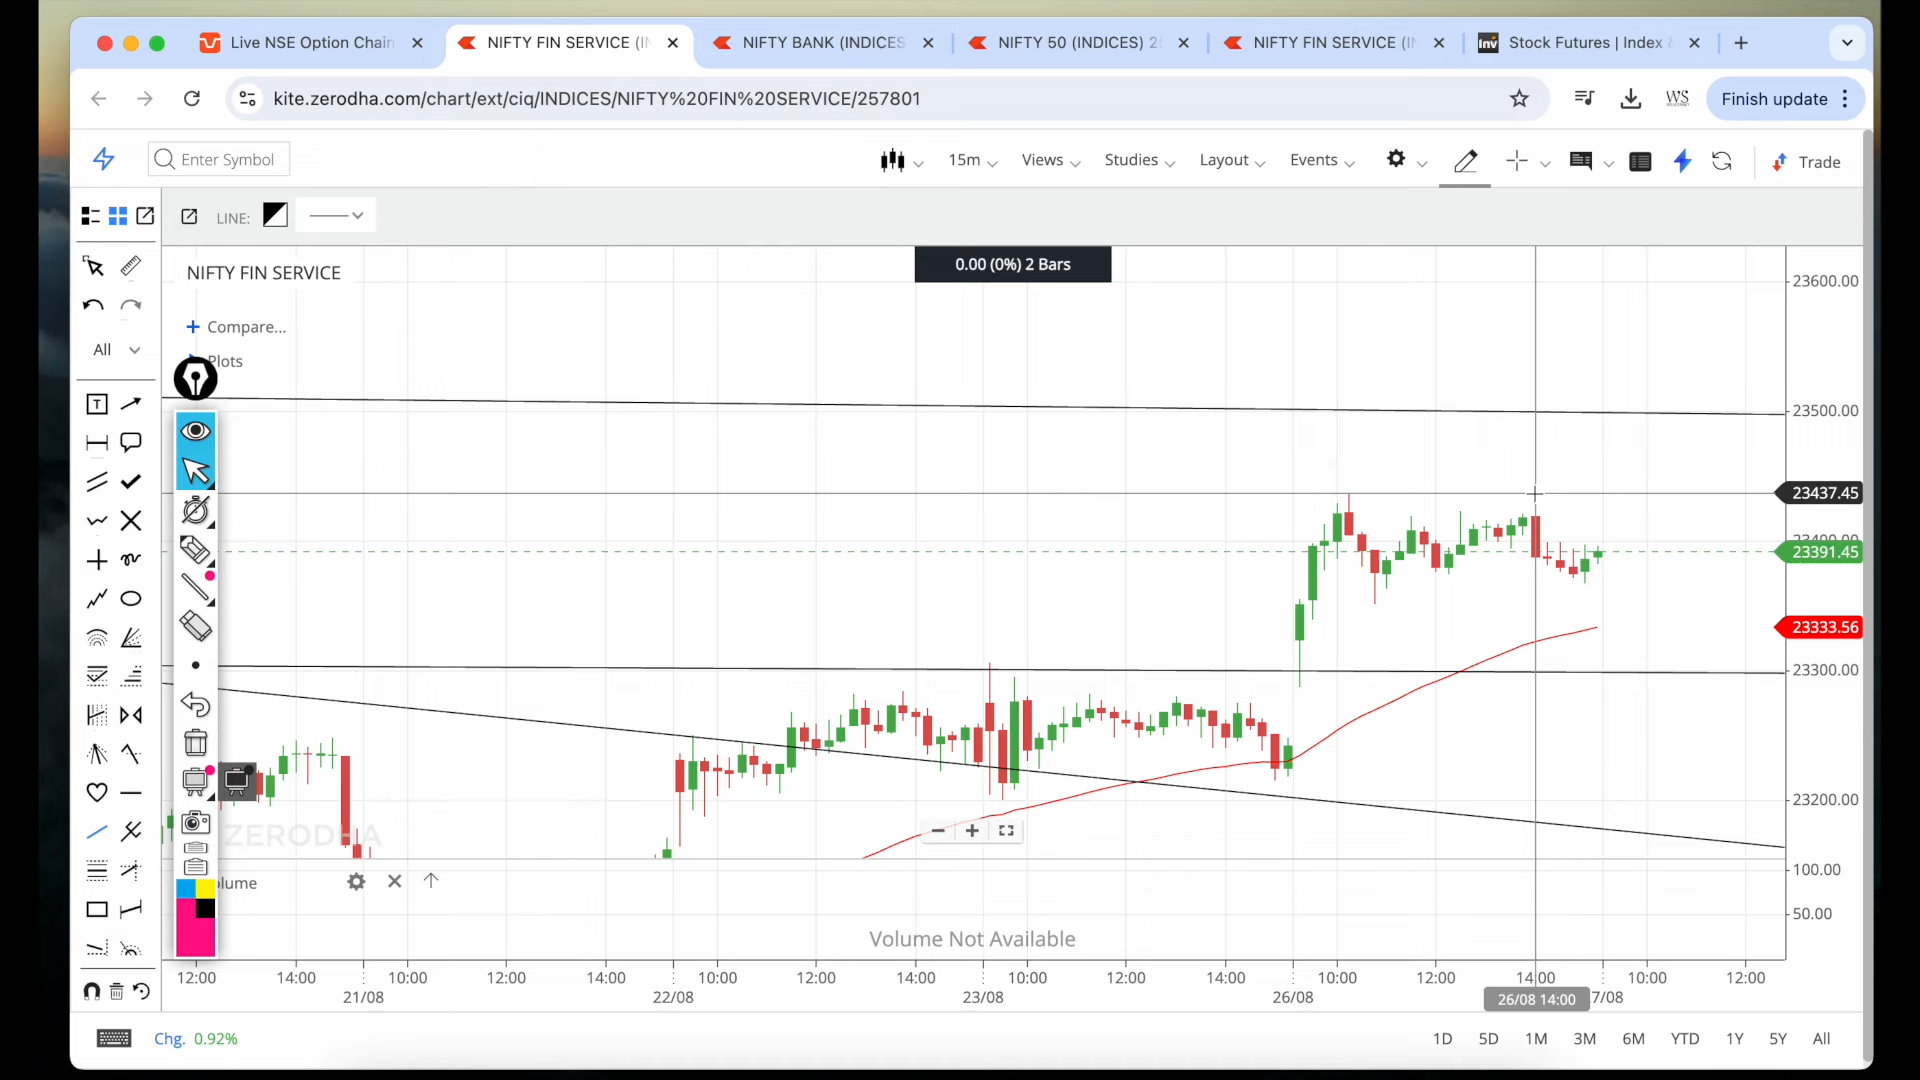 Live NSE Option Chain
NIFTY FIN SERVICE (IN
NIFTY BANK (INDICES
NIFTY 50 (INDICES) 2
NIFTY FIN SERVICE (IN
Inv
Stock Futures | Index &
kite.zerodha.com/chart/ext/ciq/INDICES/NIFTY%20FIN%20SERVICE/257801
WS
Finish update
Enter Symbol
15m
Views
Studies
Layout
Events
Trade
LINE:
NIFTY FIN SERVICE
0.00 (0%) 2 Bars
Compare...
Plots
All
T
23600.00
23500.00
23437.45
23400.00
23391.45
23333.56
23300.00
23200.00
100.00
50.00
ZERODHA
olume
Volume Not Available
12:00 14:00 10:00 12:00 14:00 10:00 12:00 14:00 10:00 12:00 14:00 10:00 12:00 14:00 10:00 12:00
21/08 22/08 23/08 26/08 26/08 14:00 7/08
Chg. 0.92%
1D 5D 1M 3M 6M YTD 1Y 5Y All